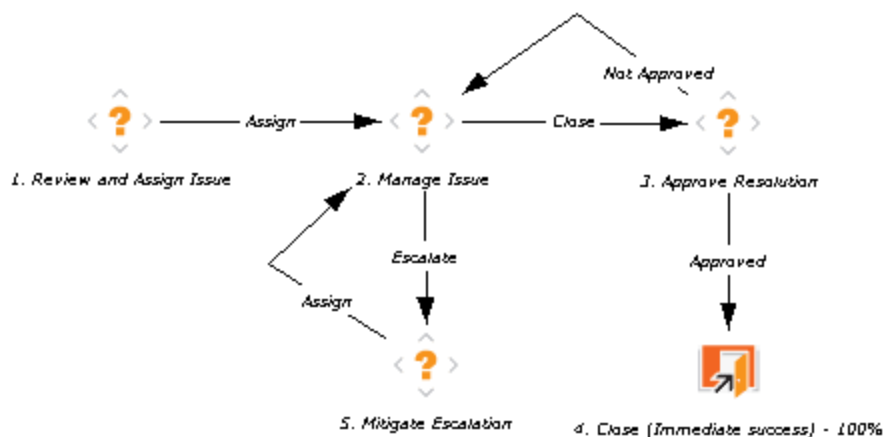 Not Approved
Assign
Close
1. Review and Assign Issue
2. Manage Issue
3. Approve Resolution
Escalate
Approved
Assign
5. Mitigate Escalation
4. Close (Immediate success) - 100%